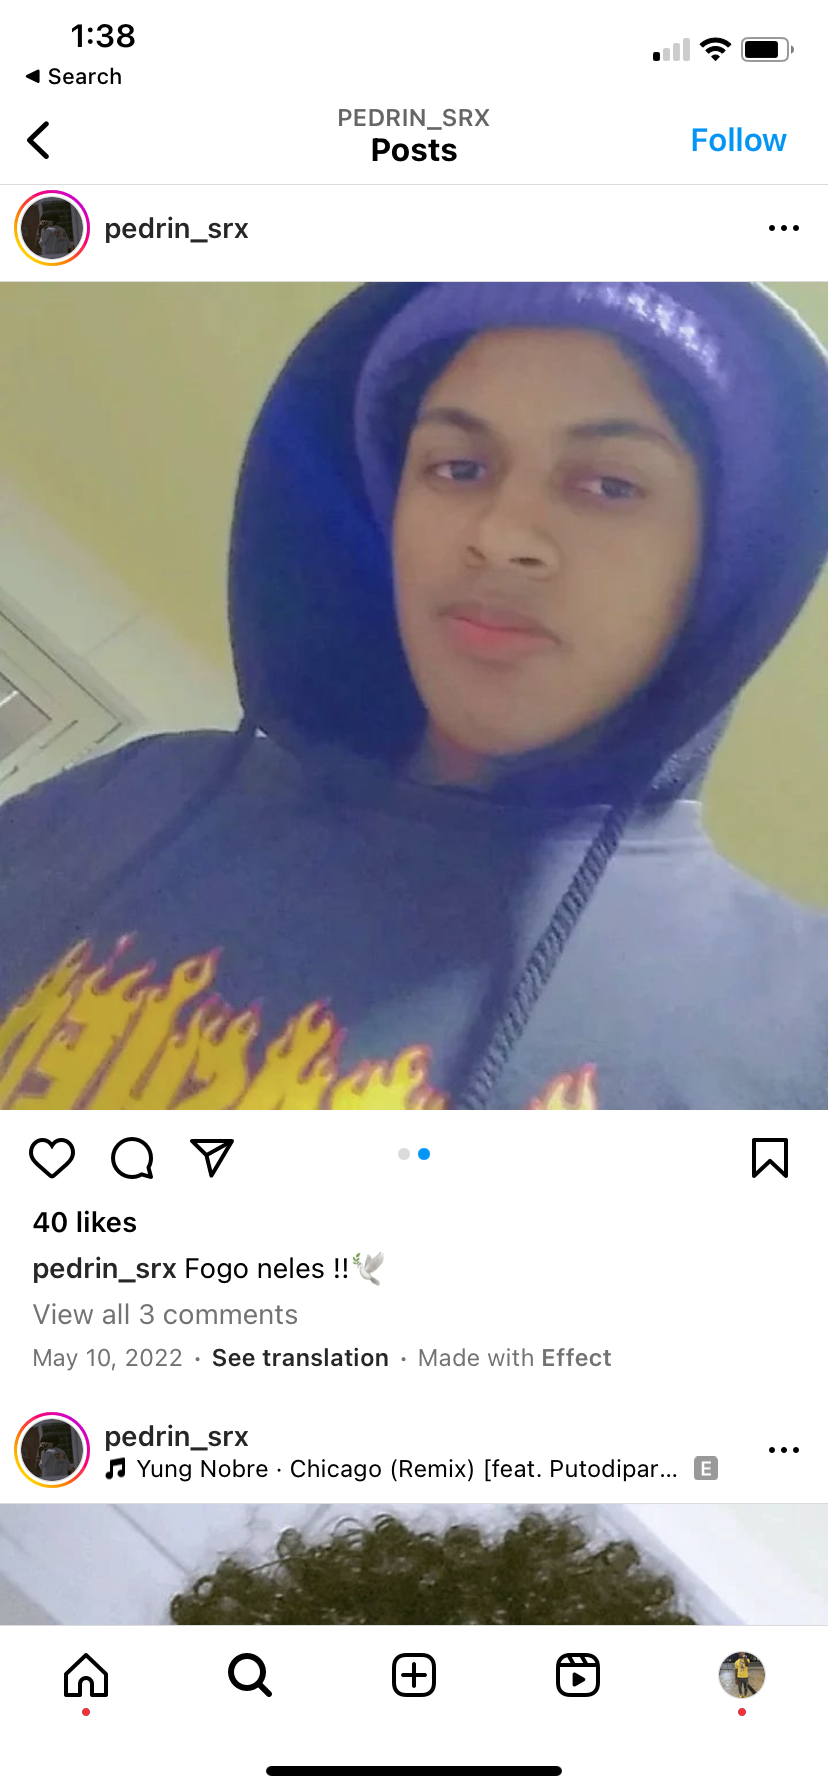 1:38
Search
PEDRIN_SRX
Posts
Follow
pedrin_srx
40 likes
pedrin_srx Fogo neles !!🕊️
View all 3 comments
May 10, 2022 · See translation · Made with Effect
pedrin_srx
Yung Nobre · Chicago (Remix) [feat. Putodipar... E